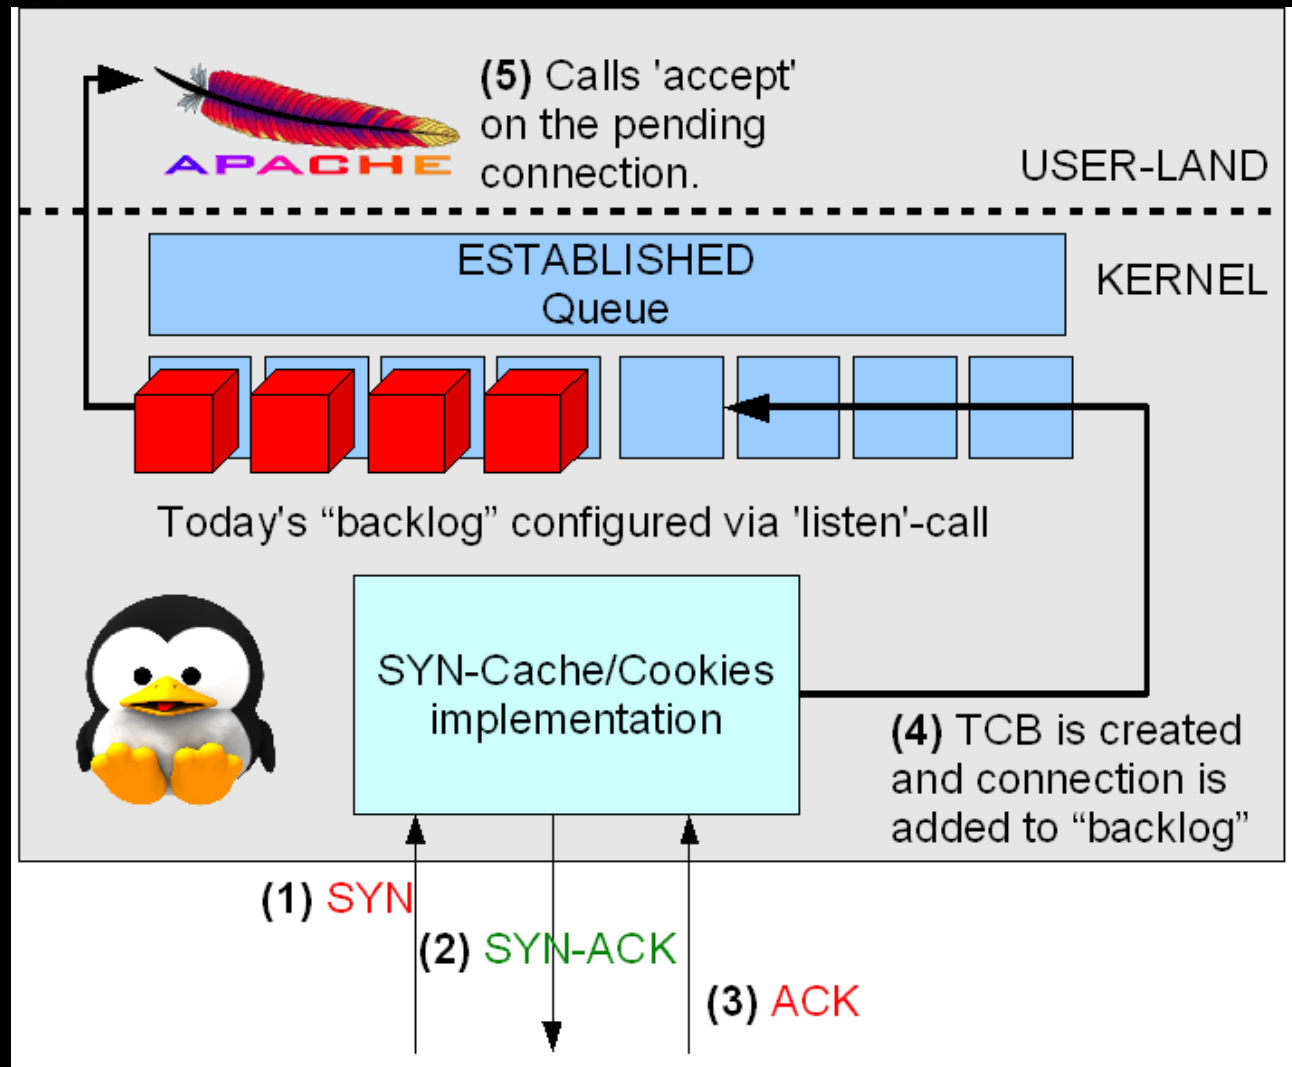 (5) Calls 'accept'
on the pending
connection.
APACHE
USER-LAND
ESTABLISHED
Queue
KERNEL
Today's “backlog” configured via 'listen'-call
SYN-Cache/Cookies
implementation
(4) TCB is created
and connection is
added to “backlog”
(1) SYN
(2) SYN-ACK
(3) ACK